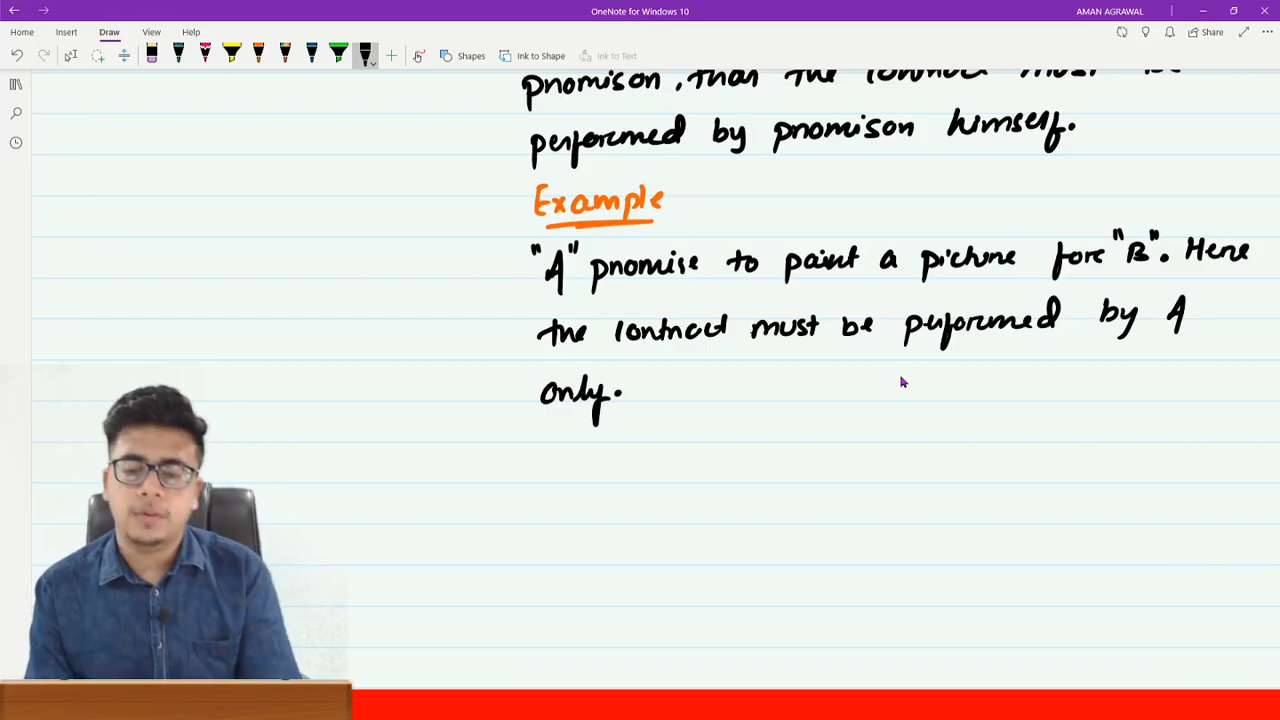 OneNote for Windows 10
AMAN AGRAWAL
Home Insert Draw View Help
Share
Shapes Ink to Shape Ink to Text
promisor, than the contract must be
performed by promisor himself.
Example
"A" promise to paint a picture for "B". Here
the contract must be performed by A
only.